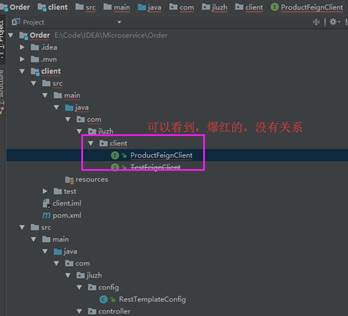 Order src main java com jluzh client ProductFeignClient
Project
Order E:\Code\IDEA\Microservice\Order
.idea
.mvn
client
src
main
java
com
jluzh
可以看到，爆红的，没有关系
client
ProductFeignClient
TestFeignClient
resources
test
client.iml
pom.xml
src
main
java
com
jluzh
config
RestTemplateConfig
controller